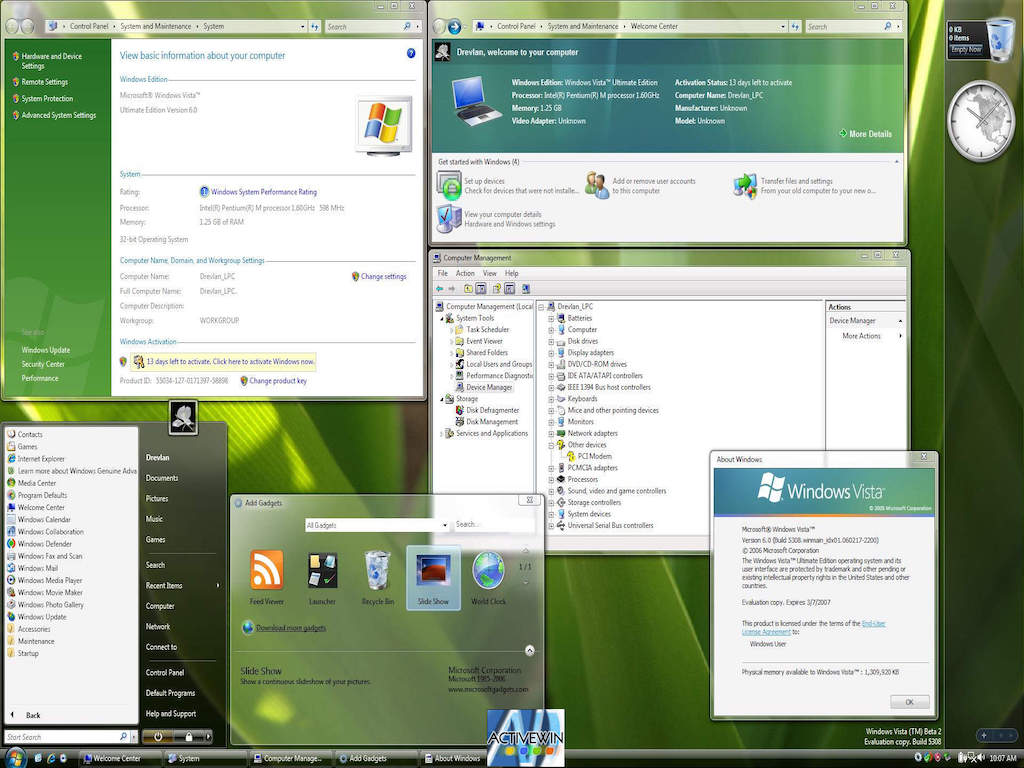 Control Panel › System and Maintenance › System
Search
Hardware and Device Settings
Remote Settings
System Protection
Advanced System Settings
See also
Windows Update
Security Center
Performance
View basic information about your computer
Windows Edition
Microsoft® Windows Vista™
Ultimate Edition Version 6.0
System
Rating: Windows System Performance Rating
Processor: Intel(R) Pentium(R) M processor 1.60GHz 598 MHz
Memory: 1.25 GB of RAM
32-bit Operating System
Computer Name, Domain, and Workgroup Settings
Computer Name: Drevlan_LPC
Change settings
Full Computer Name: Drevlan_LPC.
Computer Description:
Workgroup: WORKGROUP
Windows Activation
13 days left to activate. Click here to activate Windows now.
Product ID: 55034-127-0171397-58898
Change product key
Control Panel › System and Maintenance › Welcome Center
Search
Drevlan, welcome to your computer
Windows Edition: Windows Vista™ Ultimate Edition
Processor: Intel(R) Pentium(R) M processor 1.60GHz
Memory: 1.25 GB
Video Adapter: Unknown
Activation Status: 13 days left to activate
Computer Name: Drevlan_LPC
Manufacturer: Unknown
Model: Unknown
More Details
Get started with Windows (4)
Set up devices
Check for devices that were not installe...
Add or remove user accounts
to this computer
Transfer files and settings
From your old computer to your new o...
View your computer details
Hardware and Windows settings
0 KB
0 items
Empty Now
Computer Management
File Action View Help
Computer Management (Local
System Tools
Task Scheduler
Event Viewer
Shared Folders
Local Users and Groups
Performance Diagnostic
Device Manager
Storage
Disk Defragmenter
Disk Management
Services and Applications
Drevlan_LPC
Batteries
Computer
Disk drives
Display adapters
DVD/CD-ROM drives
IDE ATA/ATAPI controllers
IEEE 1394 Bus host controllers
Keyboards
Mice and other pointing devices
Monitors
Network adapters
Other devices
PCI Modem
PCMCIA adapters
Processors
Sound, video and game controllers
Storage controllers
System devices
Universal Serial Bus controllers
Actions
Device Manager
More Actions
Contacts
Games
Internet Explorer
Learn more about Windows Genuine Adva
Media Center
Program Defaults
Welcome Center
Windows Calendar
Windows Collaboration
Windows Defender
Windows Fax and Scan
Windows Mail
Windows Media Player
Windows Movie Maker
Windows Photo Gallery
Windows Update
Accessories
Maintenance
Startup
Back
Start Search
Drevlan
Documents
Pictures
Music
Games
Search
Recent Items
Computer
Network
Connect to
Control Panel
Default Programs
Help and Support
Add Gadgets
All Gadgets
Search...
1/1
Feed Viewer
Launcher
Recycle Bin
Slide Show
World Clock
Download more gadgets
Slide Show
Show a continuous slideshow of your pictures.
Microsoft Corporation
Microsoft 1985-2006
www.microsoftgadgets.com
About Windows
Windows Vista™
© 2005 Microsoft Corporation
Microsoft® Windows Vista™
Version 6.0 (Build 5308.winmain_idx01.060217-2200)
© 2006 Microsoft Corporation
The Windows Vista™ Ultimate operating system and its
user interface are protected by trademark and other pending or
existing intellectual property rights in the United States and other
countries.
Evaluation copy. Expires 3/7/2007
This product is licensed under the terms of the End-User
License Agreement to:
Windows User
Physical memory available to Windows Vista™ : 1,309,920 KB
OK
ACTIVEWIN
Windows Vista (TM) Beta 2
Evaluation copy. Build 5308
Welcome Center
System
Computer Manage...
Add Gadgets
About Windows
10:07 AM